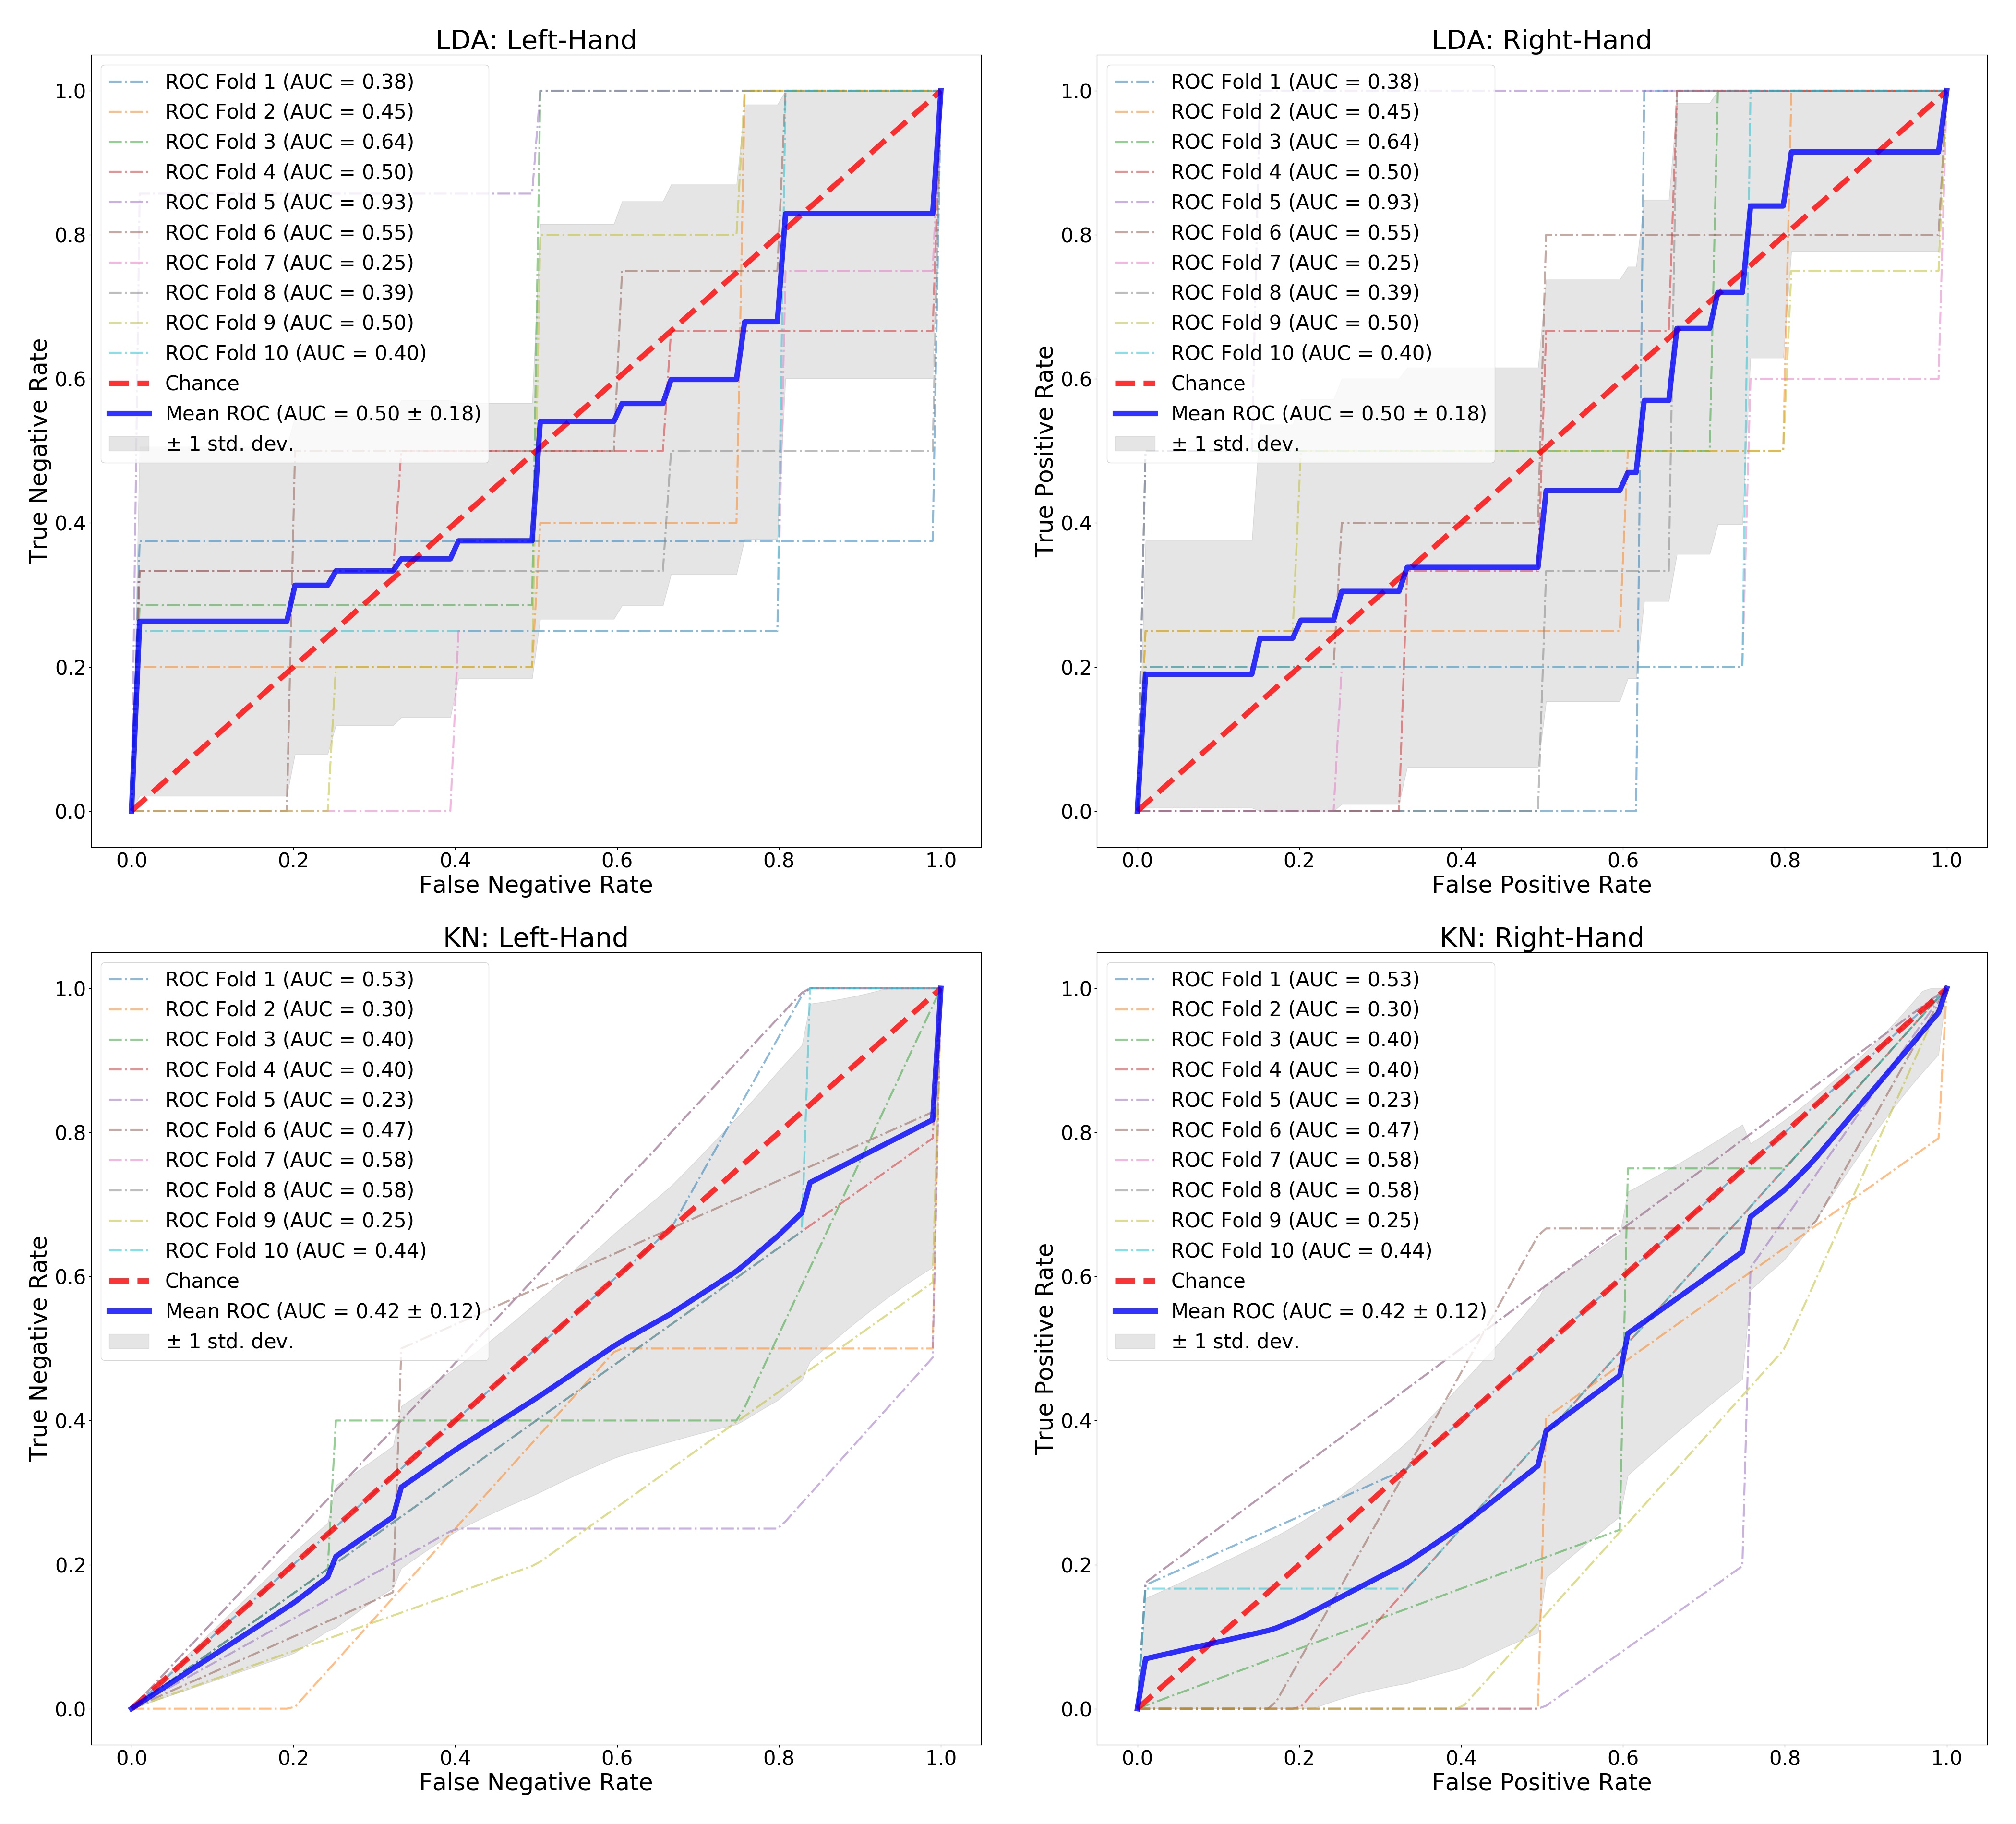 LDA: Left-Hand
ROC Fold 1 (AUC = 0.38)
ROC Fold 2 (AUC = 0.45)
ROC Fold 3 (AUC = 0.64)
ROC Fold 4 (AUC = 0.50)
ROC Fold 5 (AUC = 0.93)
ROC Fold 6 (AUC = 0.55)
ROC Fold 7 (AUC = 0.25)
ROC Fold 8 (AUC = 0.39)
ROC Fold 9 (AUC = 0.50)
ROC Fold 10 (AUC = 0.40)
Chance
Mean ROC (AUC = 0.50 ± 0.18)
± 1 std. dev.
True Negative Rate
1.0
0.8
0.6
0.4
0.2
0.0
0.0 0.2 0.4 0.6 0.8 1.0
False Negative Rate
LDA: Right-Hand
ROC Fold 1 (AUC = 0.38)
ROC Fold 2 (AUC = 0.45)
ROC Fold 3 (AUC = 0.64)
ROC Fold 4 (AUC = 0.50)
ROC Fold 5 (AUC = 0.93)
ROC Fold 6 (AUC = 0.55)
ROC Fold 7 (AUC = 0.25)
ROC Fold 8 (AUC = 0.39)
ROC Fold 9 (AUC = 0.50)
ROC Fold 10 (AUC = 0.40)
Chance
Mean ROC (AUC = 0.50 ± 0.18)
± 1 std. dev.
True Positive Rate
1.0
0.8
0.6
0.4
0.2
0.0
0.0 0.2 0.4 0.6 0.8 1.0
False Positive Rate
KN: Left-Hand
ROC Fold 1 (AUC = 0.53)
ROC Fold 2 (AUC = 0.30)
ROC Fold 3 (AUC = 0.40)
ROC Fold 4 (AUC = 0.40)
ROC Fold 5 (AUC = 0.23)
ROC Fold 6 (AUC = 0.47)
ROC Fold 7 (AUC = 0.58)
ROC Fold 8 (AUC = 0.58)
ROC Fold 9 (AUC = 0.25)
ROC Fold 10 (AUC = 0.44)
Chance
Mean ROC (AUC = 0.42 ± 0.12)
± 1 std. dev.
True Negative Rate
1.0
0.8
0.6
0.4
0.2
0.0
0.0 0.2 0.4 0.6 0.8 1.0
False Negative Rate
KN: Right-Hand
ROC Fold 1 (AUC = 0.53)
ROC Fold 2 (AUC = 0.30)
ROC Fold 3 (AUC = 0.40)
ROC Fold 4 (AUC = 0.40)
ROC Fold 5 (AUC = 0.23)
ROC Fold 6 (AUC = 0.47)
ROC Fold 7 (AUC = 0.58)
ROC Fold 8 (AUC = 0.58)
ROC Fold 9 (AUC = 0.25)
ROC Fold 10 (AUC = 0.44)
Chance
Mean ROC (AUC = 0.42 ± 0.12)
± 1 std. dev.
True Positive Rate
1.0
0.8
0.6
0.4
0.2
0.0
0.0 0.2 0.4 0.6 0.8 1.0
False Positive Rate